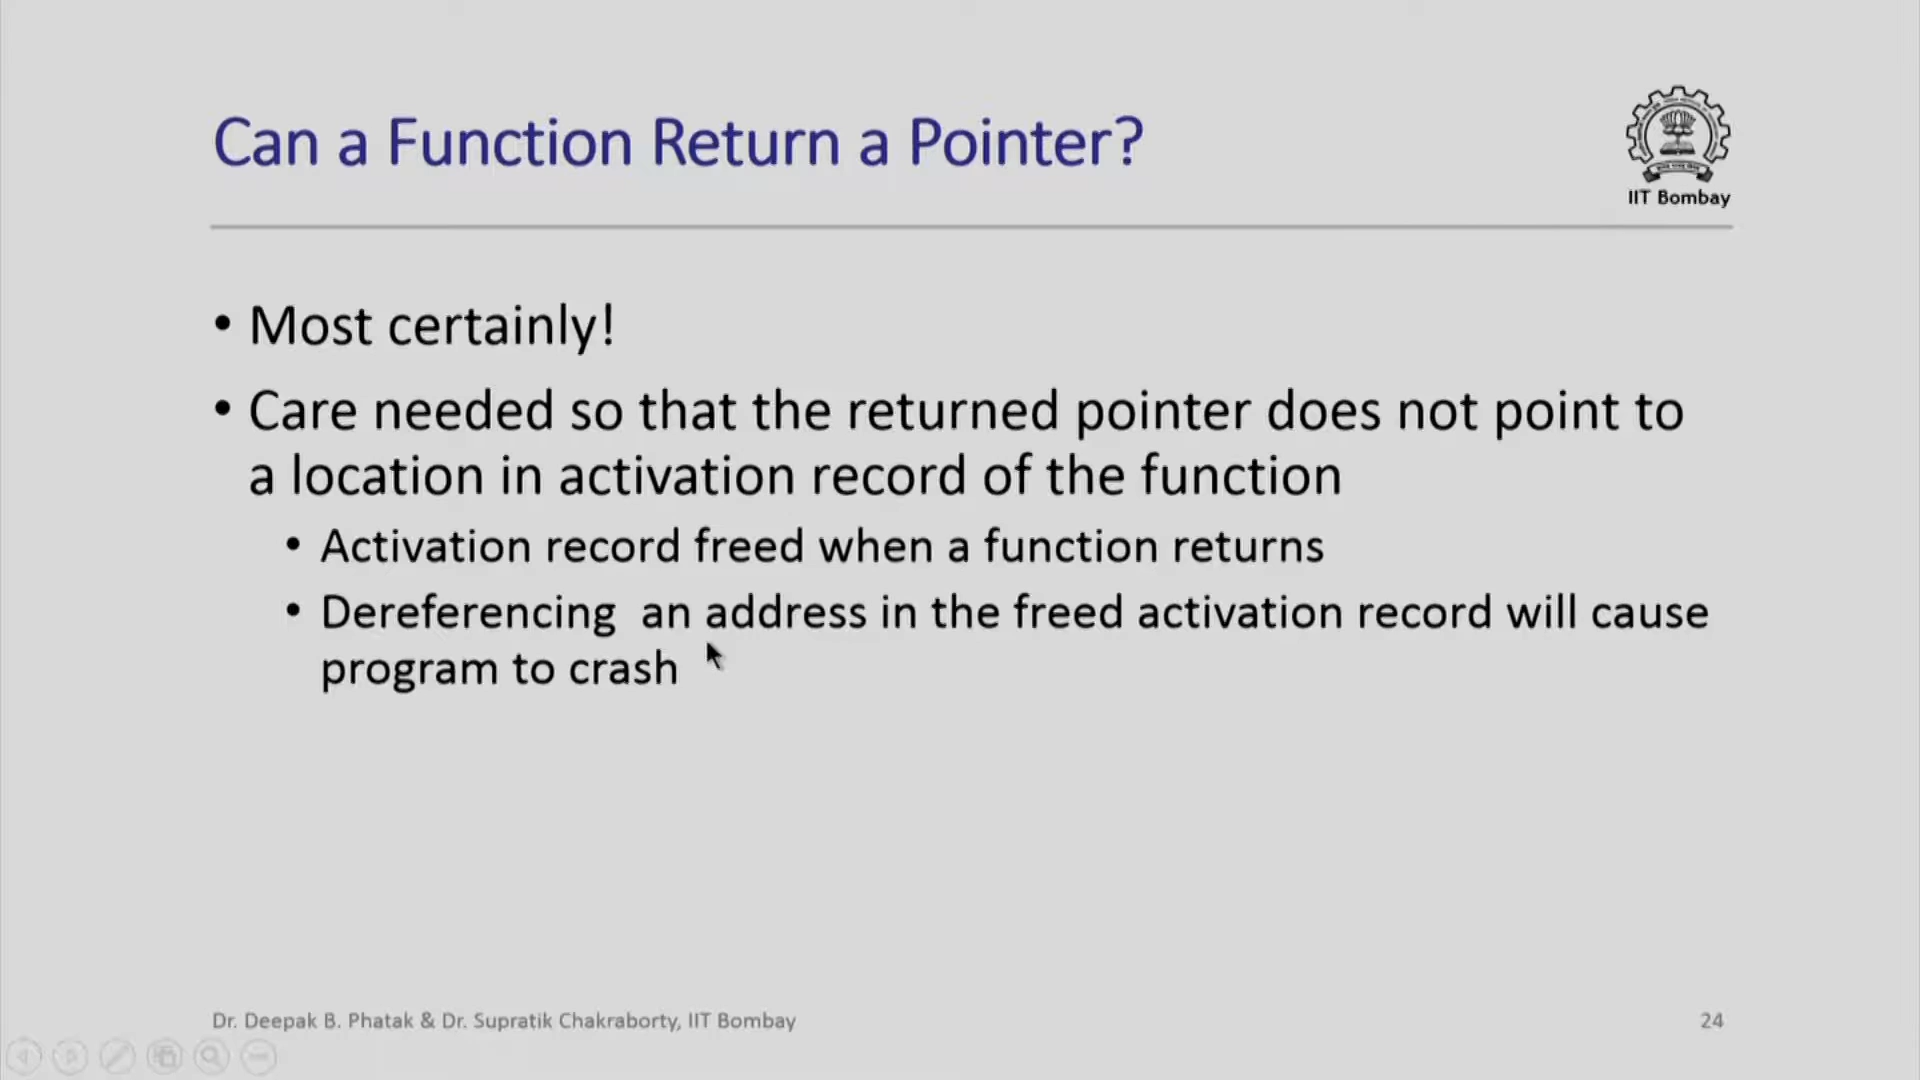 Can a Function Return a Pointer?
IIT Bombay
• Most certainly!
• Care needed so that the returned pointer does not point to
a location in activation record of the function
• Activation record freed when a function returns
• Dereferencing an address in the freed activation record will cause
program to crash
Dr. Deepak B. Phatak & Dr. Supratik Chakraborty, IIT Bombay
24